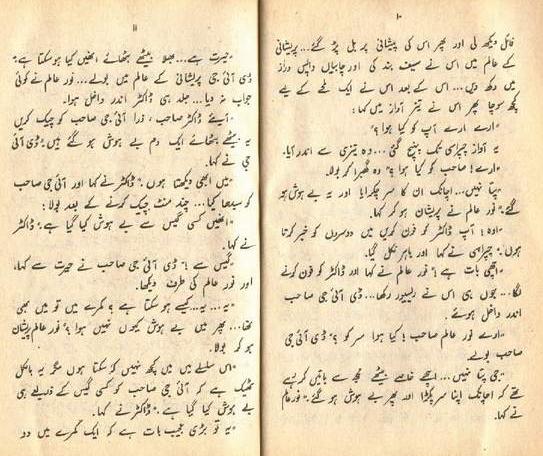 ۱۰
فائل دیکھ لی اور پھر اس کی پیشانی پر بل پڑ گئے... پریشانی
کے عالم میں اس نے سیف بند کی اور چابیاں واپس دراز
میں رکھ دیں... اس کے بعد اس نے ایک لمحے کے لیے
کچھ سوچا پھر اس نے تیز آواز میں کہا:
"ارے ارے آپ کو کیا ہوا؟"
یہ آواز چپراسی تک پہنچ گئی... وہ تیزی سے اندر آیا۔
"ارے! صاحب کو کیا ہوا؟" وہ گھبرا کر بولا۔
"پتا نہیں... اچانک ان کا سر چکرایا اور یہ بے ہوش ہو
گئے۔" نور عالم نے پریشان ہو کر کہا۔
"اوہ! آپ ڈاکٹر کو فون کریں میں دوسروں کو خبر کرتا
ہوں۔" چپراسی نے کہا اور باہر نکل گیا۔
"اچھی بات ہے۔" نور عالم نے کہا اور ڈاکٹر کو فون کرنے
لگا... جوں ہی اس نے ریسیور رکھا... ڈی آئی جی صاحب
اندر داخل ہوئے۔
"ارے نور عالم صاحب! کیا ہوا سر کو؟" ڈی آئی جی
صاحب بولے۔
"جی پتا نہیں... اچھے خاصے بیٹھے مجھ سے باتیں کر رہے
تھے کہ اچانک اپنا سر پکڑا اور پھر بے ہوش ہو گئے۔" نور عالم
نے کہا۔
۱۱
"حیرت ہے... بھلا بیٹھے بٹھائے انھیں کیا ہو سکتا ہے۔"
ڈی آئی جی پریشانی کے عالم میں بولے... نور عالم نے کوئی
جواب نہ دیا... جلد ہی ڈاکٹر اندر داخل ہوا۔
"آیئے ڈاکٹر صاحب، ذرا آئی جی صاحب کو چیک کریں
یہ بیٹھے بٹھائے ایک دم بے ہوش ہو گئے ہیں۔" ڈی آئی
جی نے کہا۔
"میں ابھی دیکھتا ہوں۔" ڈاکٹر نے کہا اور آئی جی صاحب
کو سیدھا کیا... چند منٹ چیک کرنے کے بعد بولا:
"انھیں کسی گیس سے بے ہوش کیا گیا ہے۔" ڈاکٹر
نے کہا۔
"گیس سے!" ڈی آئی جی صاحب نے حیرت سے کہا،
اور نور عالم کی طرف دیکھا۔
"یہ... یہ... کیسے ہو سکتا ہے؟ کمرے میں تو میں بھی
تھا... پھر میں بے ہوش کیوں نہیں ہوا۔" نور عالم پریشان
ہو کر بولا۔
"اس سلسلے میں میں کچھ نہیں کہہ سکتا ہوں مگر یہ بالکل
ٹھیک ہے کہ آئی جی صاحب کو کسی گیس کے ذریعے ہی
بے ہوش کیا گیا ہے۔" ڈاکٹر نے کہا۔
"یہ تو بڑی عجیب بات ہے کہ ایک کمرے میں دو